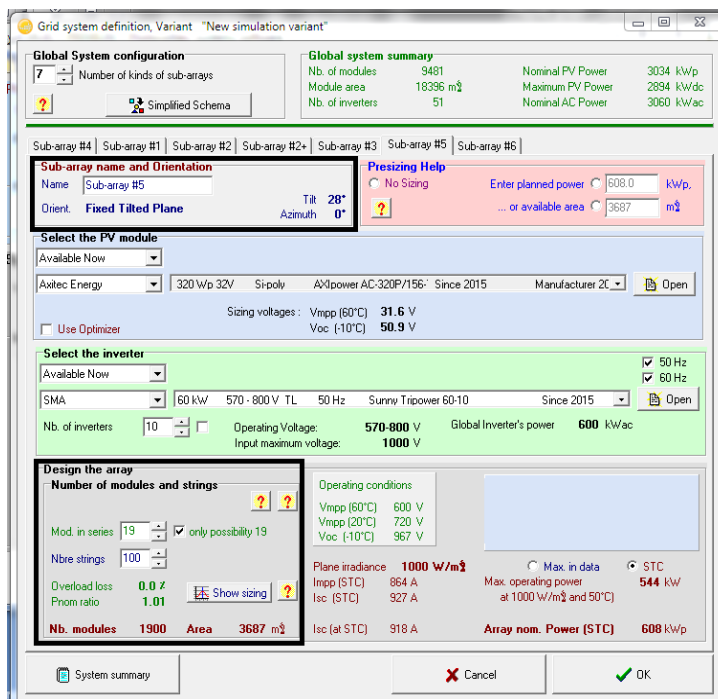 Grid system definition, Variant "New simulation variant"
Global System configuration
7 Number of kinds of sub-arrays
? Simplified Schema
Global system summary
Nb. of modules 9481 Nominal PV Power 3034 kWp
Module area 18396 m² Maximum PV Power 2894 kWdc
Nb. of inverters 51 Nominal AC Power 3060 kWac
Sub-array #4 Sub-array #1 Sub-array #2 Sub-array #2+ Sub-array #3 Sub-array #5 Sub-array #6
Sub-array name and Orientation
Name Sub-array #5
Orient. Fixed Tilted Plane
Tilt 28°
Azimuth 0°
Presizing Help
No Sizing Enter planned power 608.0 kWp,
? ... or available area 3687 m²
Select the PV module
Available Now
Axitec Energy 320 Wp 32V Si-poly AXIpower AC-320P/156- Since 2015 Manufacturer 2 Open
Sizing voltages : Vmpp (60°C) 31.6 V
Use Optimizer Voc (-10°C) 50.9 V
Select the inverter
Available Now
50 Hz
60 Hz
SMA 60 kW 570 - 800 V TL 50 Hz Sunny Tripower 60-10 Since 2015 Open
Nb. of inverters 10 Operating Voltage: 570-800 V Global Inverter's power 600 kWac
Input maximum voltage: 1000 V
Design the array
Number of modules and strings
? ?
Mod. in series 19 only possibility 19
Nbre strings 100
Overload loss 0.0 %
Pnom ratio 1.01
Show sizing ?
Nb. modules 1900 Area 3687 m²
Operating conditions
Vmpp (60°C) 600 V
Vmpp (20°C) 720 V
Voc (-10°C) 967 V
Plane irradiance 1000 W/m² Max. in data STC
Impp (STC) 864 A Max. operating power 544 kW
Isc (STC) 927 A at 1000 W/m² and 50°C)
Isc (at STC) 918 A Array nom. Power (STC) 608 kWp
System summary Cancel OK